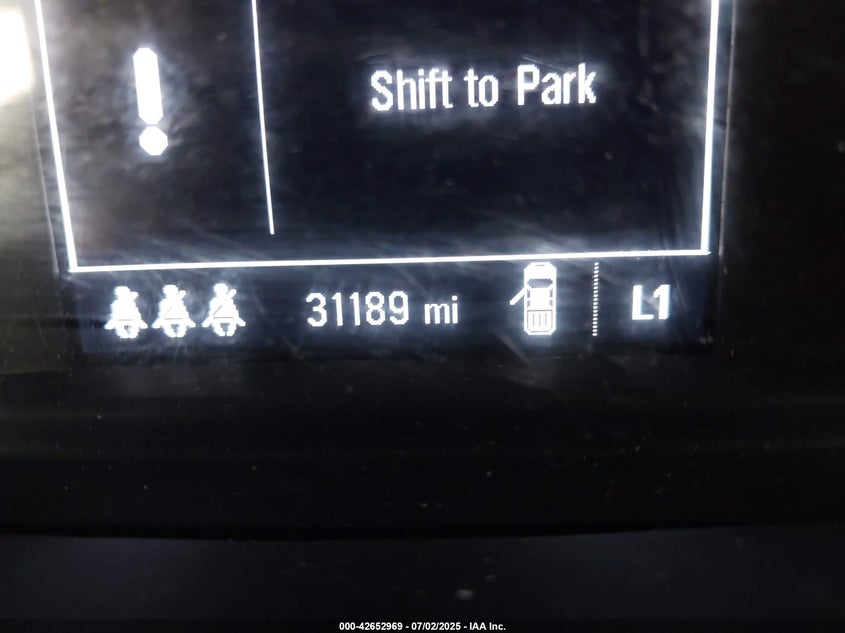 Shift to Park
31189 mi
L1
000-42652969 - 07/02/2025 - IAA Inc.